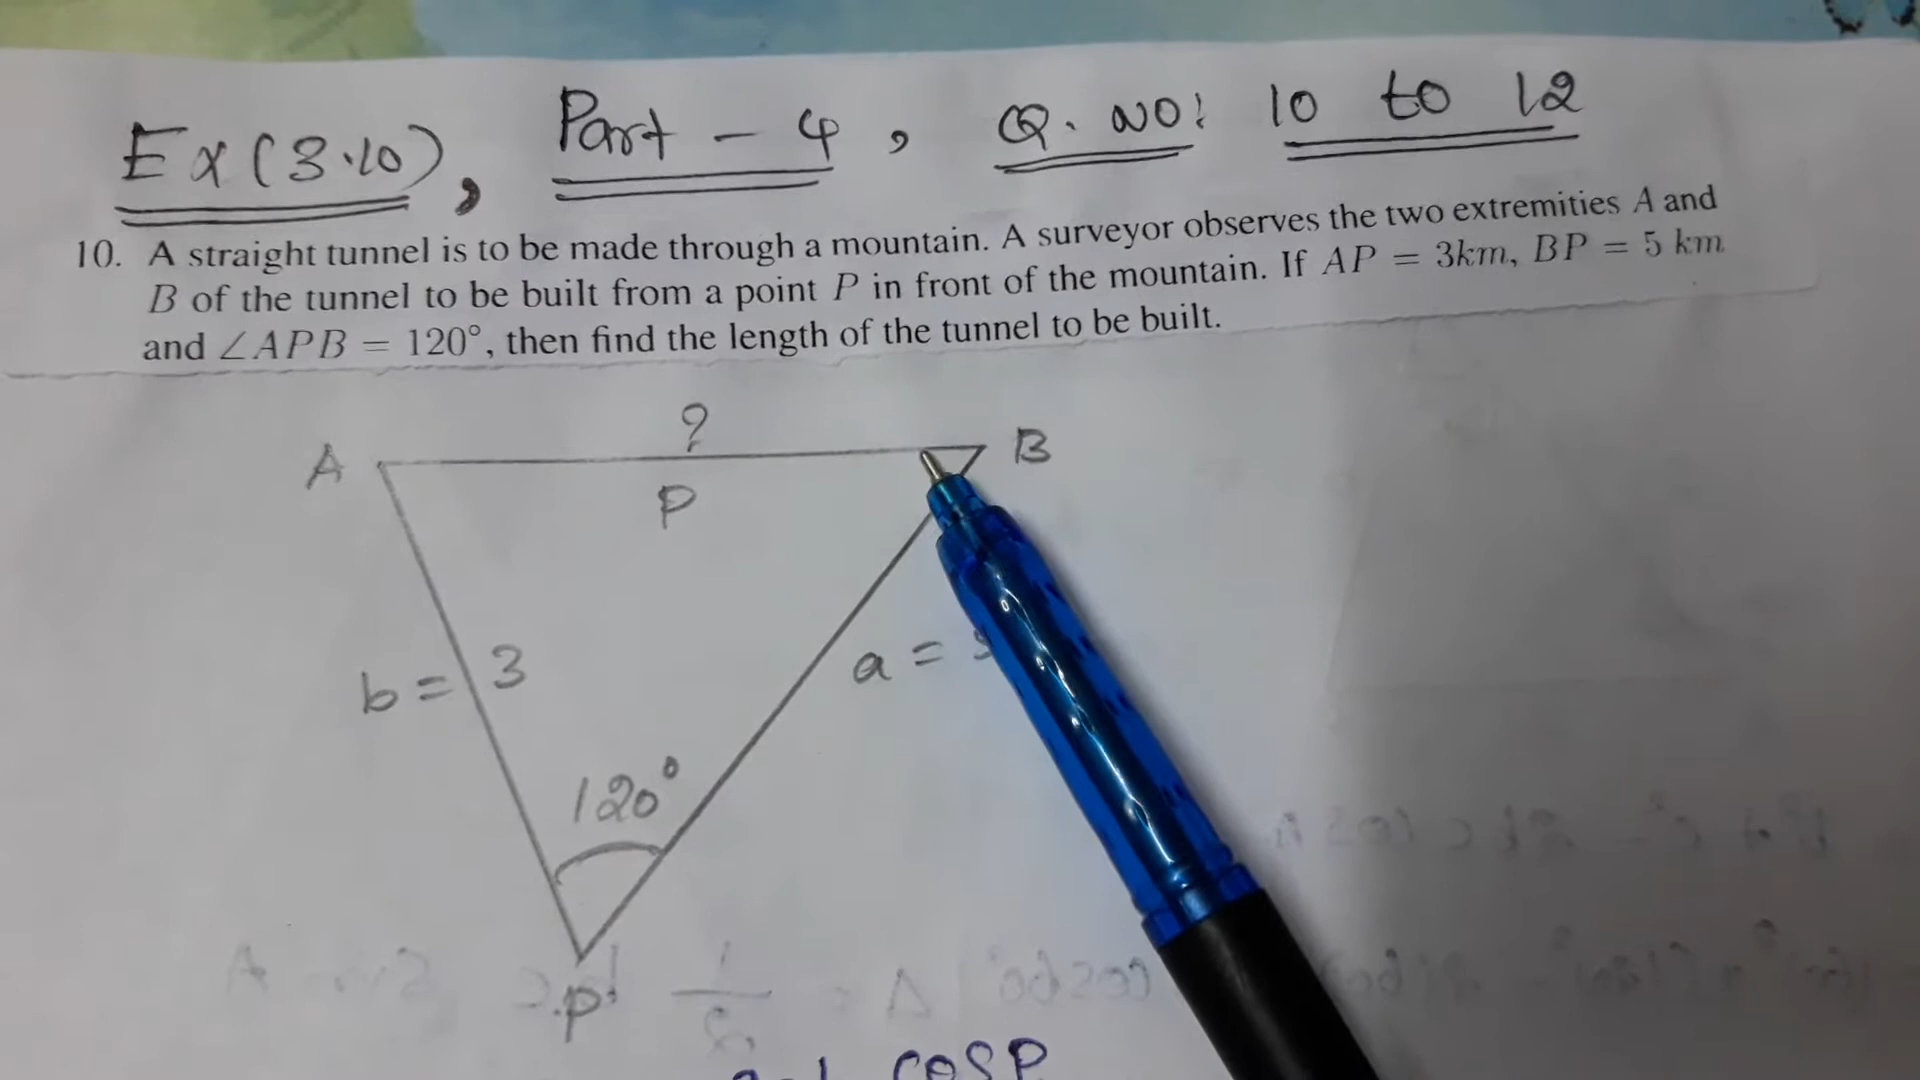 Ex(3.10), Part - 4, Q. NO: 10 to 12
10. A straight tunnel is to be made through a mountain. A surveyor observes the two extremities A and
B of the tunnel to be built from a point P in front of the mountain. If AP = 3km, BP = 5 km
and ∠APB = 120°, then find the length of the tunnel to be built.
?
A B
P
b = 3
a =
120°
P
cosP